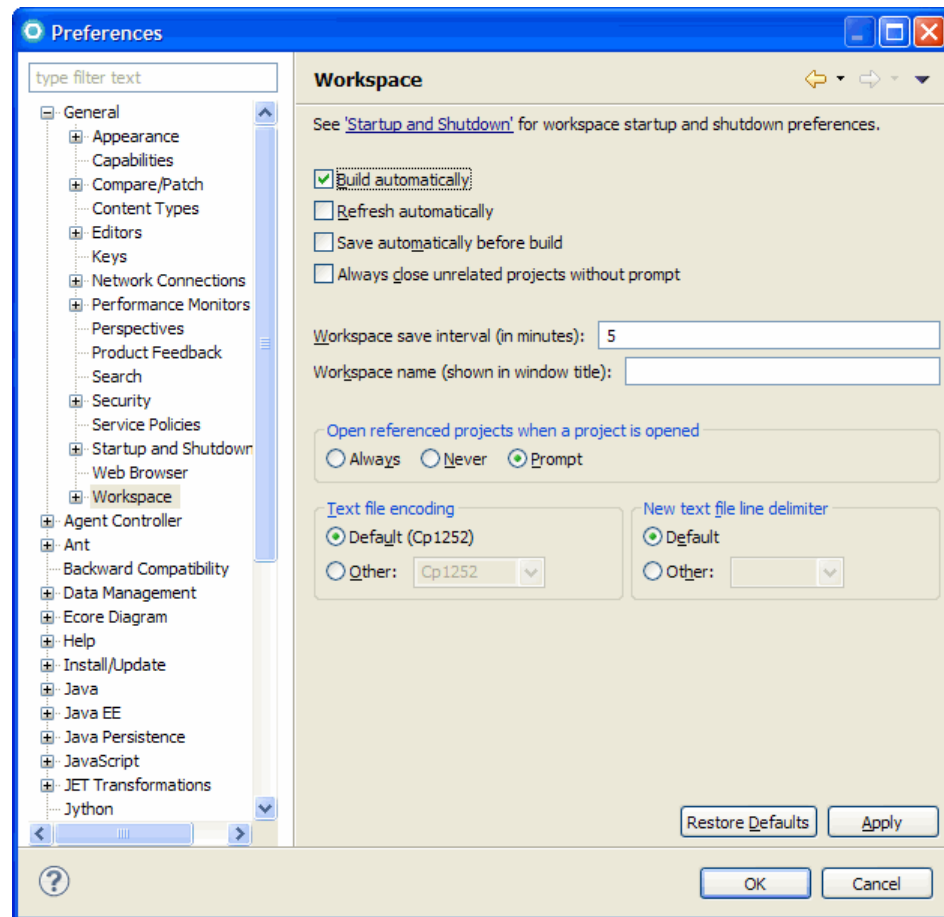 Preferences
type filter text
General
Appearance
Capabilities
Compare/Patch
Content Types
Editors
Keys
Network Connections
Performance Monitors
Perspectives
Product Feedback
Search
Security
Service Policies
Startup and Shutdown
Web Browser
Workspace
Agent Controller
Ant
Backward Compatibility
Data Management
Ecore Diagram
Help
Install/Update
Java
Java EE
Java Persistence
JavaScript
JET Transformations
Jython
Workspace
See 'Startup and Shutdown' for workspace startup and shutdown preferences.
Build automatically
Refresh automatically
Save automatically before build
Always close unrelated projects without prompt
Workspace save interval (in minutes): 5
Workspace name (shown in window title):
Open referenced projects when a project is opened
Always Never Prompt
Text file encoding
Default (Cp1252)
Other: Cp1252
New text file line delimiter
Default
Other:
Restore Defaults Apply
? OK Cancel